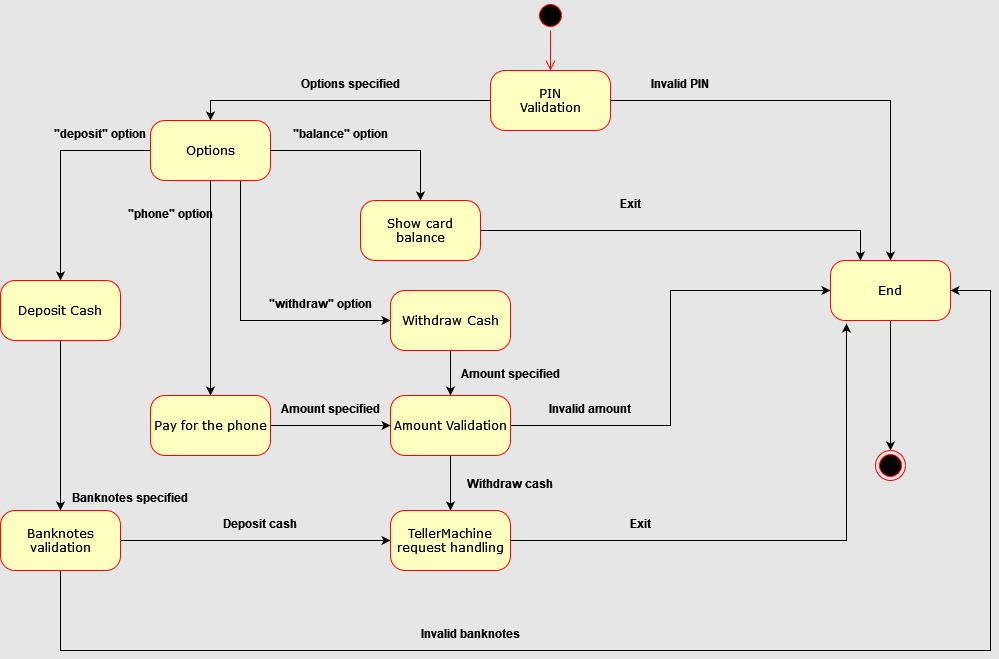 Options specified
PIN
Validation
Invalid PIN
"deposit" option
"balance" option
Options
"phone" option
Exit
Show card
balance
Deposit Cash
"withdraw" option
Withdraw Cash
End
Amount specified
Pay for the phone
Amount specified
Amount Validation
Invalid amount
Banknotes specified
Withdraw cash
Banknotes
validation
Deposit cash
TellerMachine
request handling
Exit
Invalid banknotes